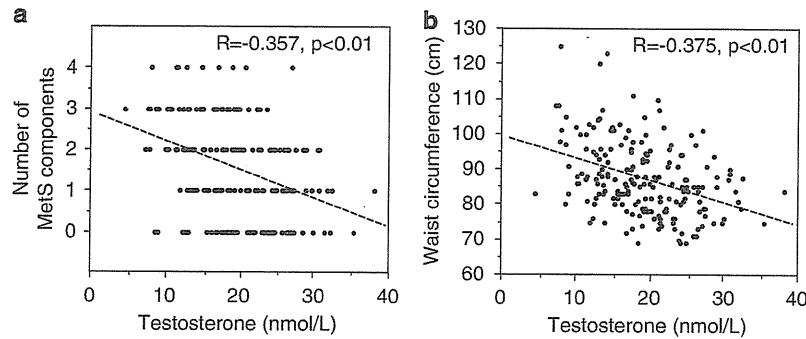 a
R=-0.357, p<0.01
Number of
MetS components
4
3
2
1
0
0
10
20
30
40
Testosterone (nmol/L)
b
R=-0.375, p<0.01
Waist circumference (cm)
130
120
110
100
90
80
70
60
0
10
20
30
40
Testosterone (nmol/L)